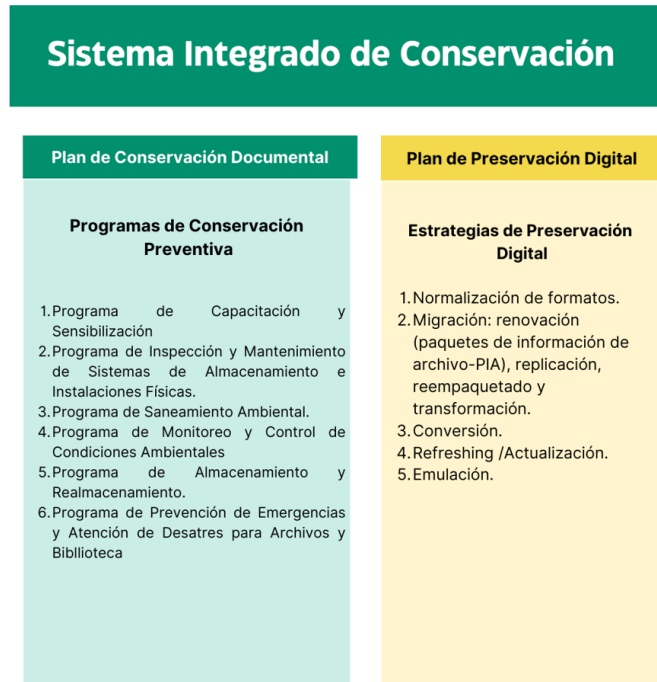 Sistema Integrado de Conservación
Plan de Conservación Documental
Programas de Conservación
Preventiva
1. Programa de Capacitación y
Sensibilización
2. Programa de Inspección y Mantenimiento
de Sistemas de Almacenamiento e
Instalaciones Físicas.
3. Programa de Saneamiento Ambiental.
4. Programa de Monitoreo y Control de
Condiciones Ambientales
5. Programa de Almacenamiento y
Realmacenamiento.
6. Programa de Prevención de Emergencias
y Atención de Desatres para Archivos y
Bibllioteca
Plan de Preservación Digital
Estrategias de Preservación
Digital
1. Normalización de formatos.
2. Migración: renovación
(paquetes de información de
archivo-PIA), replicación,
reempaquetado y
transformación.
3. Conversión.
4. Refreshing /Actualización.
5. Emulación.